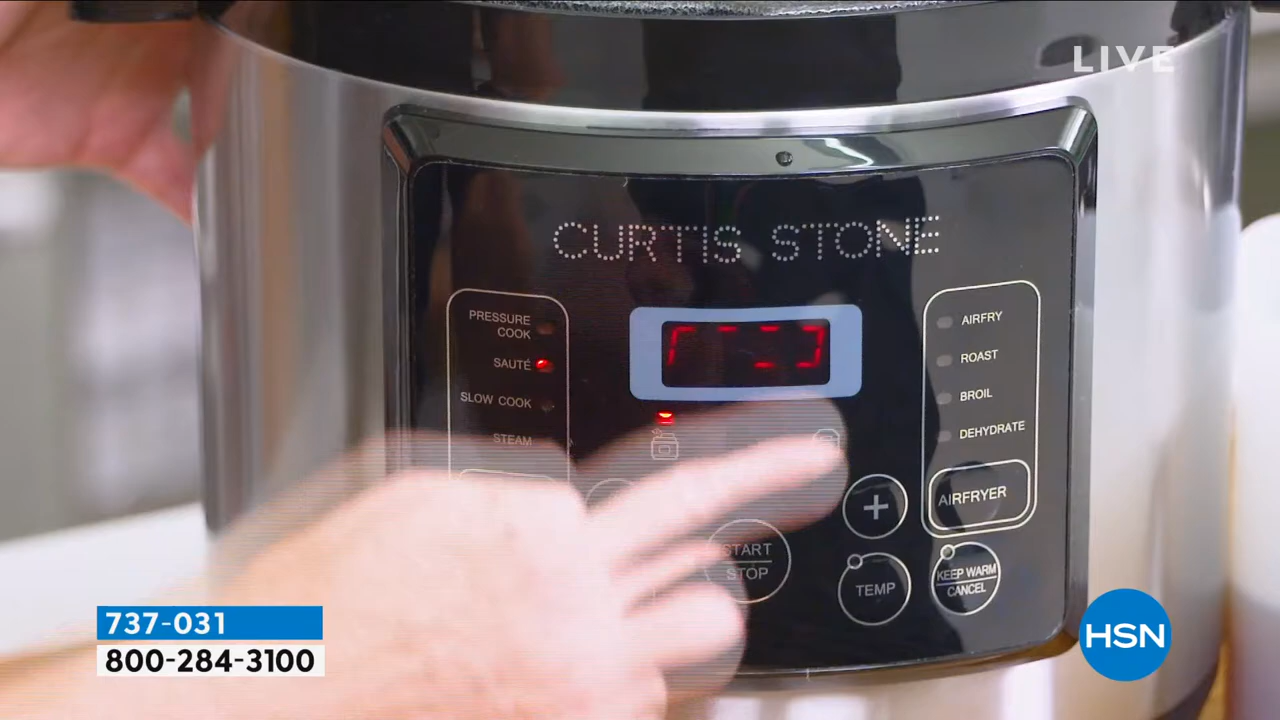 LIVE
CURTIS STONE
PRESSURE
COOK
SAUTÉ
SLOW COOK
STEAM
AIRFRY
ROAST
BROIL
DEHYDRATE
AIRFRYER
+
START
STOP
TEMP
KEEP WARM
CANCEL
737-031
800-284-3100
HSN